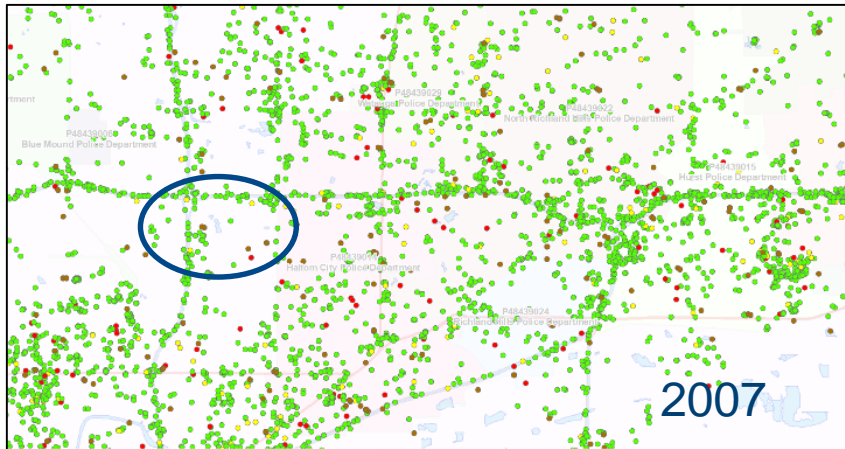 P48439029
Watauga Police Department
artment
P48439022
North Richland Hills Police Department
Blue Mound Police Department
P48439015
Hurst Police Department
Haltom City Police Department
P48439024
Richland Hills Police Department
2007